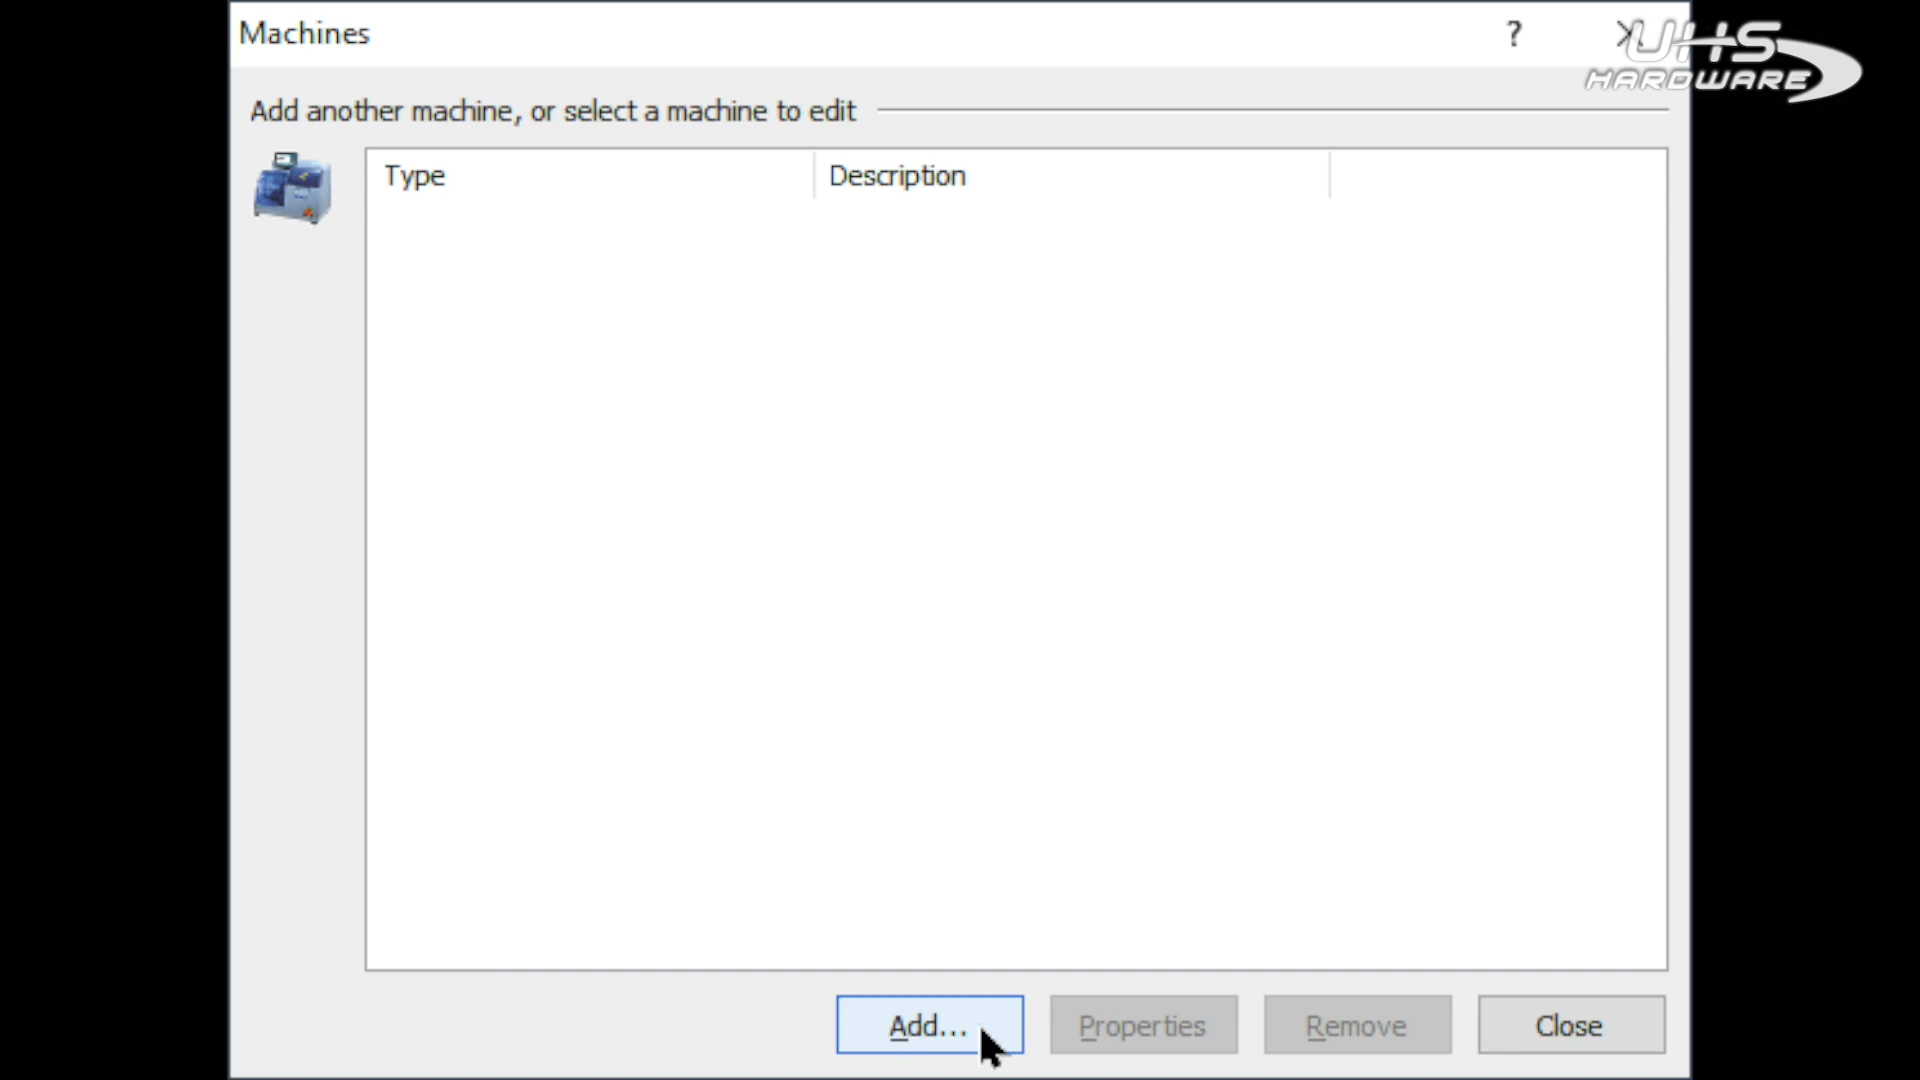 Machines
?
UHS
HARDWARE
Add another machine, or select a machine to edit
Type
Description
Add...
Properties
Remove
Close